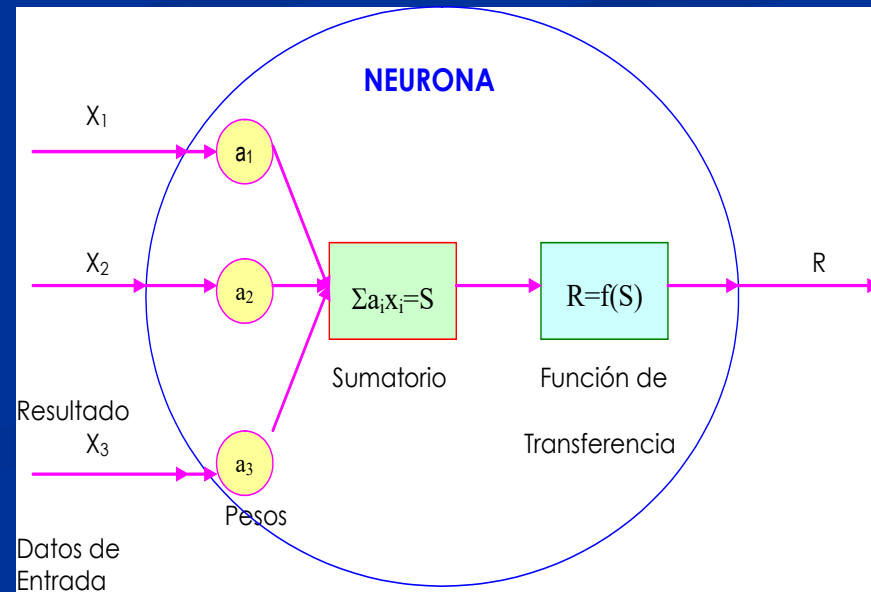 NEURONA
X₁
a₁
X₂
a₂
Σaᵢxᵢ=S
R=f(S)
R
Sumatorio
Función de
Transferencia
Resultado
X₃
a₃
Pesos
Datos de
Entrada